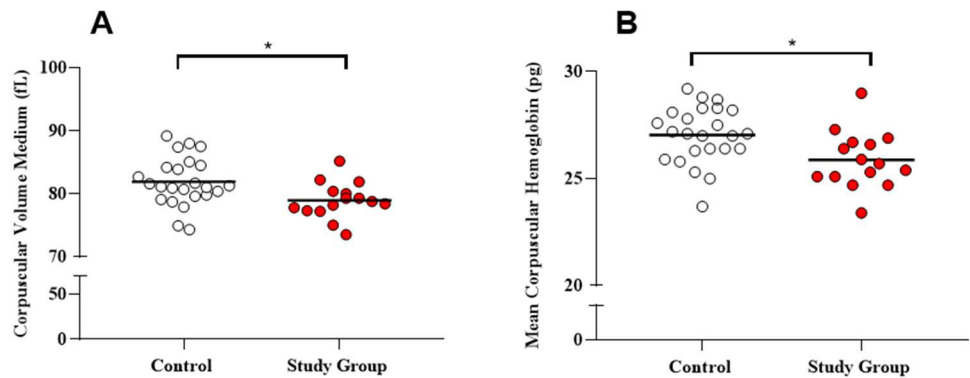 A
*
Corpuscular Volume Medium (fL)
100
90
80
70
50
0
Control
Study Group
B
*
Mean Corpuscular Hemoglobin (pg)
30
25
20
0
Control
Study Group